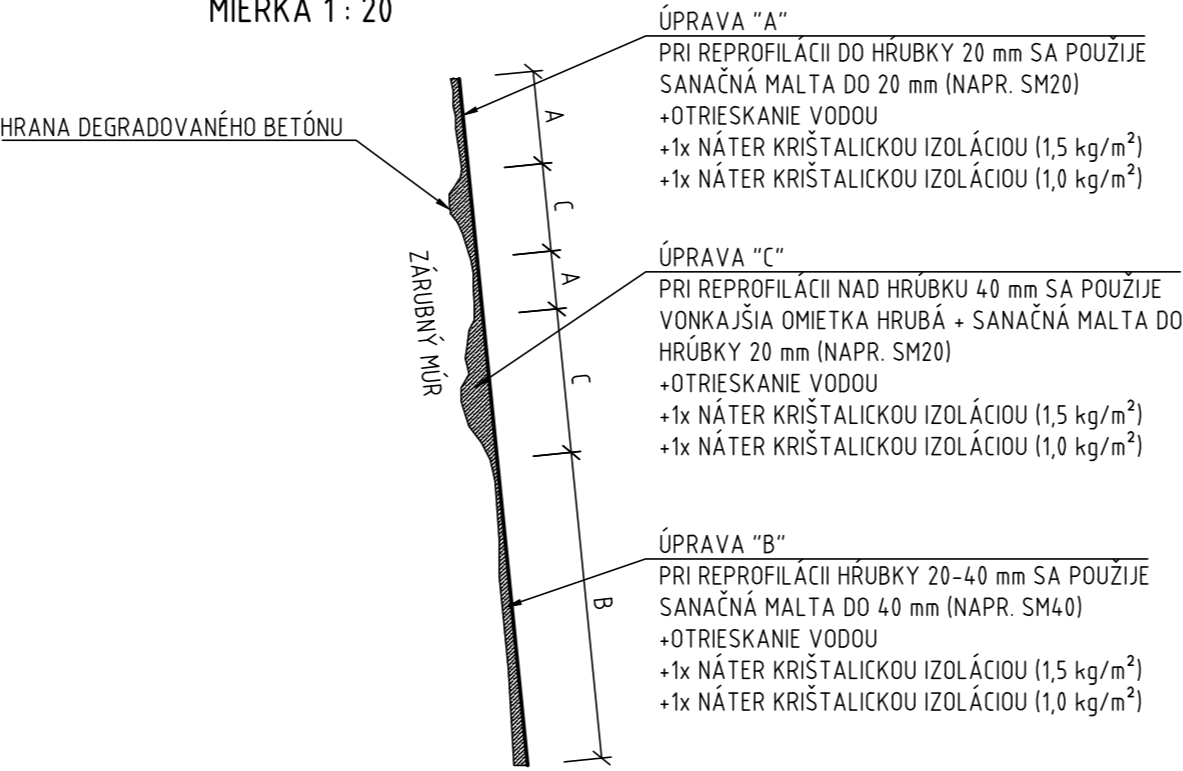 MIERKA 1 : 20
ÚPRAVA "A"
PRI REPROFILÁCII DO HŔUBKY 20 mm SA POUŽIJE
SANAČNÁ MALTA DO 20 mm (NAPR. SM20)
+OTRIESKANIE VODOU
+1x NÁTER KRIŠTALICKOU IZOLÁCIOU (1,5 kg/m²)
+1x NÁTER KRIŠTALICKOU IZOLÁCIOU (1,0 kg/m²)
HRANA DEGRADOVANÉHO BETÓNU
A
C
A
C
B
ZÁRUBNÝ MÚR
ÚPRAVA "C"
PRI REPROFILÁCII NAD HRÚBKU 40 mm SA POUŽIJE
VONKAJŠIA OMIETKA HRUBÁ + SANAČNÁ MALTA DO
HRÚBKY 20 mm (NAPR. SM20)
+OTRIESKANIE VODOU
+1x NÁTER KRIŠTALICKOU IZOLÁCIOU (1,5 kg/m²)
+1x NÁTER KRIŠTALICKOU IZOLÁCIOU (1,0 kg/m²)
ÚPRAVA "B"
PRI REPROFILÁCII HŔUBKY 20-40 mm SA POUŽIJE
SANAČNÁ MALTA DO 40 mm (NAPR. SM40)
+OTRIESKANIE VODOU
+1x NÁTER KRIŠTALICKOU IZOLÁCIOU (1,5 kg/m²)
+1x NÁTER KRIŠTALICKOU IZOLÁCIOU (1,0 kg/m²)